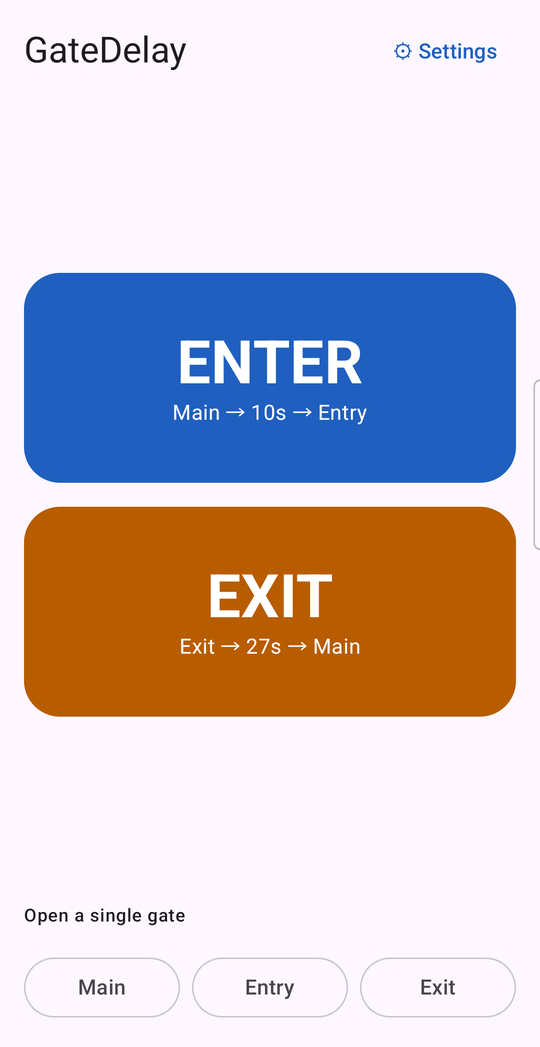 GateDelay
Settings
ENTER
Main → 10s → Entry
EXIT
Exit → 27s → Main
Open a single gate
Main
Entry
Exit